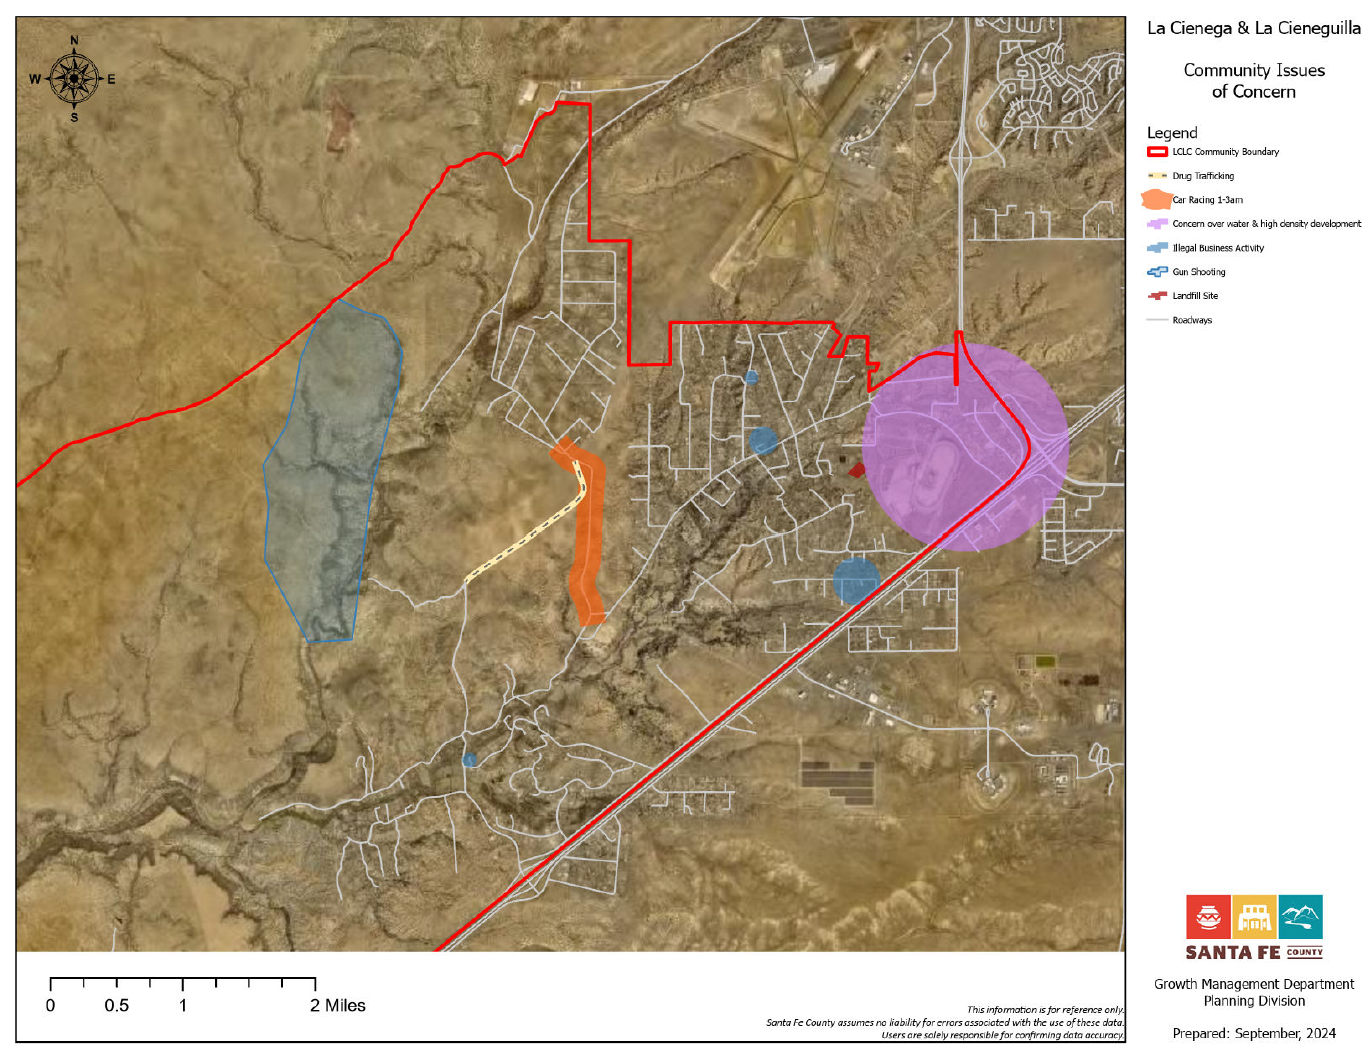 La Cienega & La Cieneguilla
Community Issues
of Concern
Legend
LCLC Community Boundary
Drug Trafficking
Car Racing 1-3am
Concern over water & high density development
Illegal Business Activity
Gun Shooting
Landfill Site
Roadways
N
W E
S
SANTA FE COUNTY
Growth Management Department
Planning Division
Prepared: September, 2024
0 0.5 1 2 Miles
This information is for reference only.
Santa Fe County assumes no liability for errors associated with the use of these data.
Users are solely responsible for confirming data accuracy.